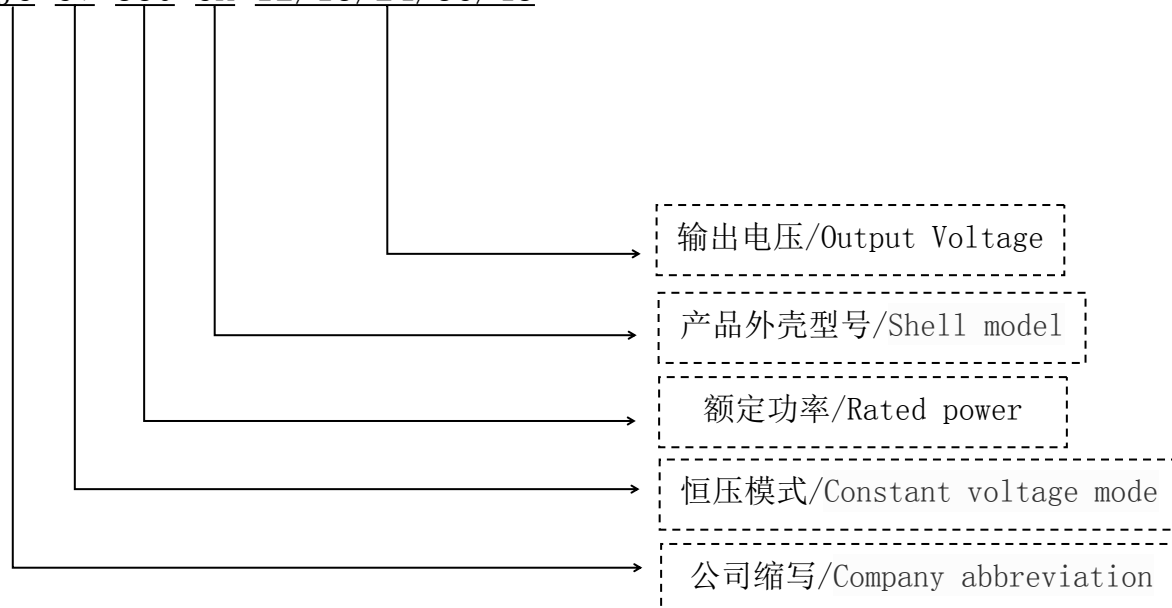 输出电压/Output Voltage
产品外壳型号/Shell model
额定功率/Rated power
恒压模式/Constant voltage mode
公司缩写/Company abbreviation